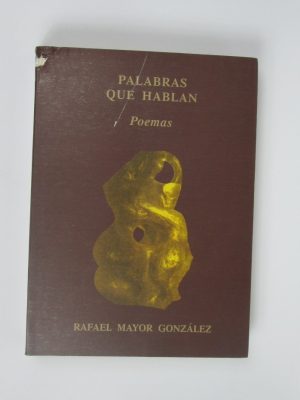 PALABRAS
QUE HABLAN
Poemas
RAFAEL MAYOR GONZÁLEZ